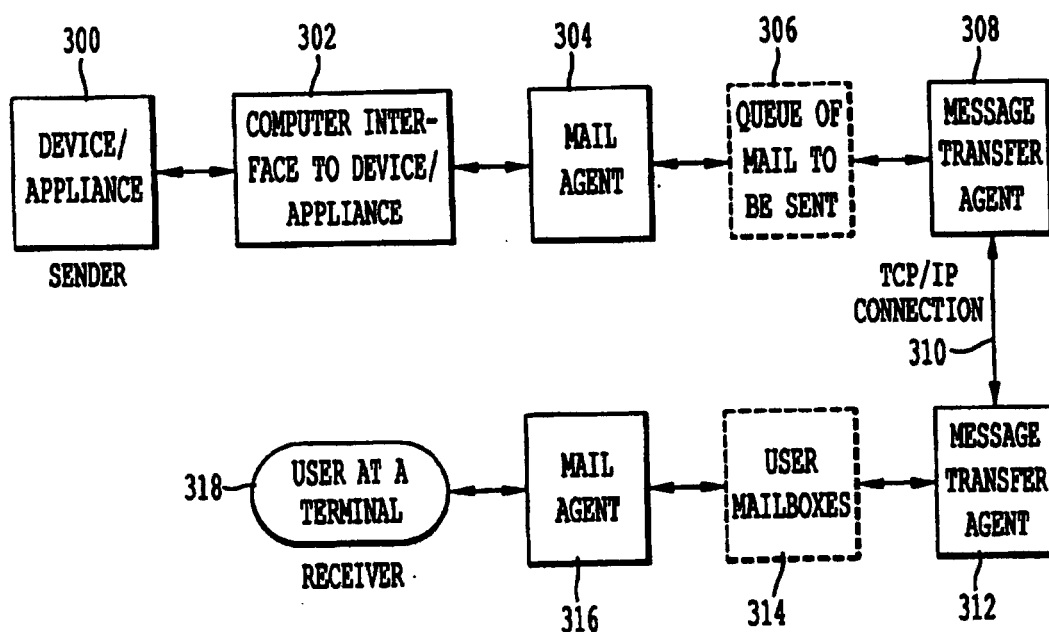 300
302
304
306
308
DEVICE/
APPLIANCE
COMPUTER INTER-
FACE TO DEVICE/
APPLIANCE
MAIL
AGENT
QUEUE OF
MAIL TO
BE SENT
MESSAGE
TRANSFER
AGENT
SENDER
TCP/IP
CONNECTION
310
318
USER AT A
TERMINAL
MAIL
AGENT
USER
MAILBOXES
MESSAGE
TRANSFER
AGENT
RECEIVER
316
314
312